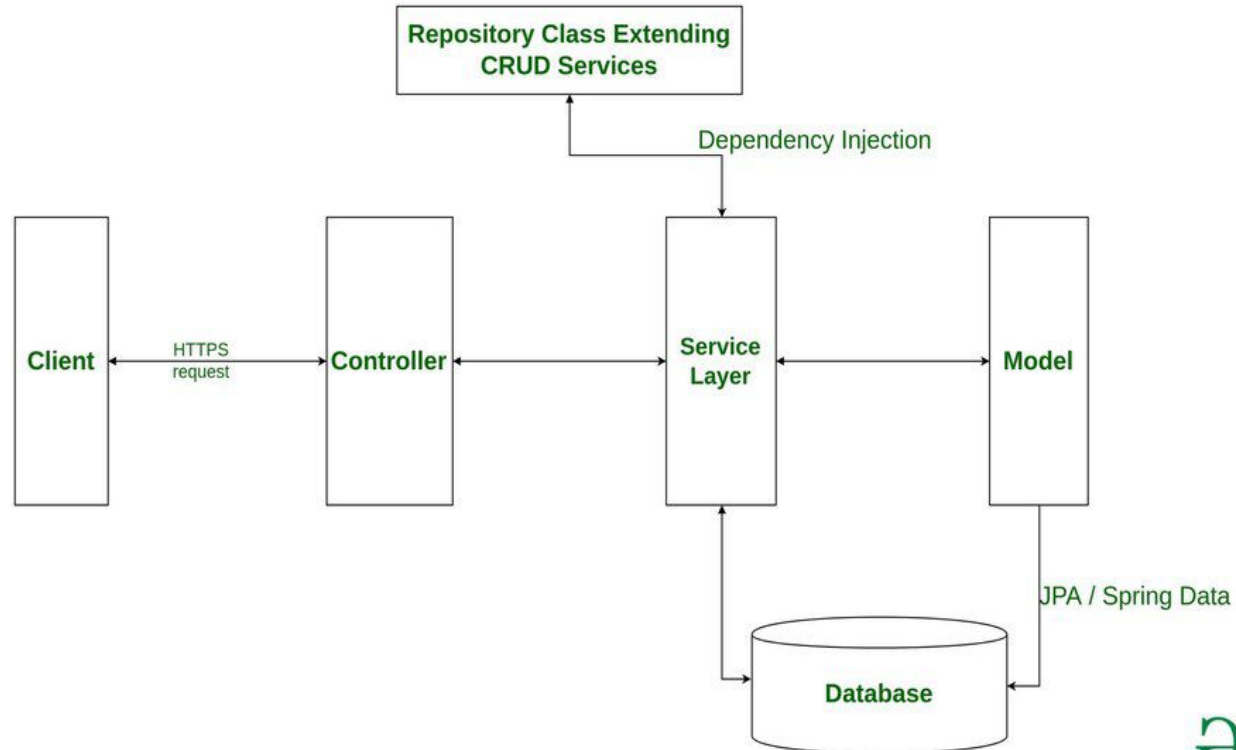 Repository Class Extending
CRUD Services
Dependency Injection
Client
HTTPS
request
Controller
Service
Layer
Model
JPA / Spring Data
Database